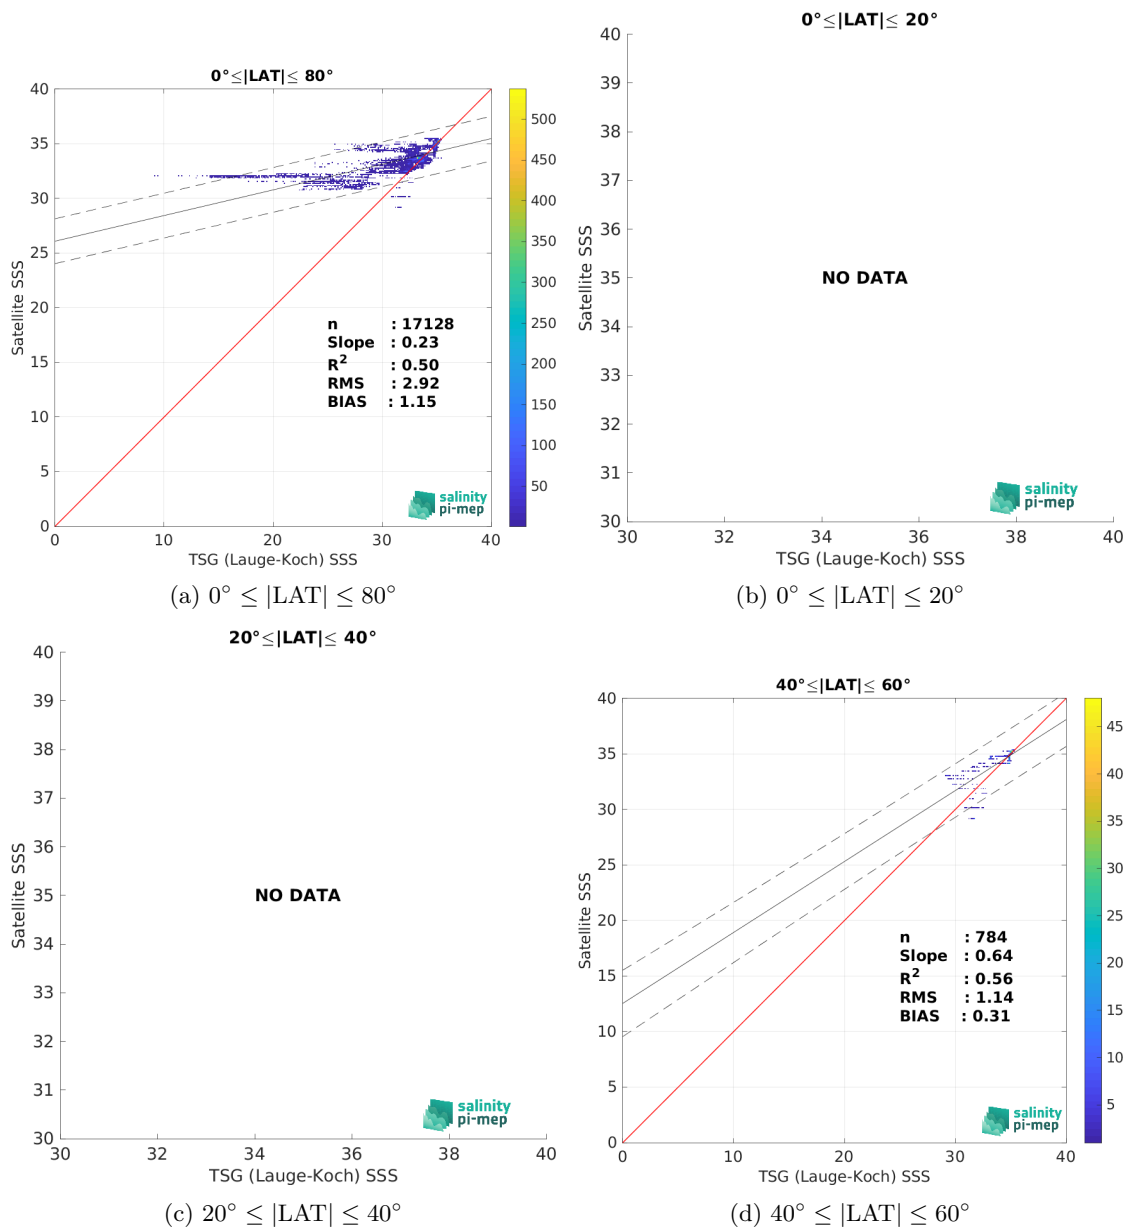 0°≤|LAT|≤ 80°
40
35
30
25
20
15
10
5
0
0
10
20
30
40
Satellite SSS
TSG (Lauge-Koch) SSS
n : 17128
Slope : 0.23
R² : 0.50
RMS : 2.92
BIAS : 1.15
salinity
pi-mep
500
450
400
350
300
250
200
150
100
50
(a) 0° ≤ |LAT| ≤ 80°
0°≤|LAT|≤ 20°
40
39
38
37
36
35
34
33
32
31
30
30
32
34
36
38
40
Satellite SSS
TSG (Lauge-Koch) SSS
NO DATA
salinity
pi-mep
(b) 0° ≤ |LAT| ≤ 20°
20°≤|LAT|≤ 40°
40
39
38
37
36
35
34
33
32
31
30
30
32
34
36
38
40
Satellite SSS
TSG (Lauge-Koch) SSS
NO DATA
salinity
pi-mep
(c) 20° ≤ |LAT| ≤ 40°
40°≤|LAT|≤ 60°
40
35
30
25
20
15
10
5
0
0
10
20
30
40
Satellite SSS
TSG (Lauge-Koch) SSS
n : 784
Slope : 0.64
R² : 0.56
RMS : 1.14
BIAS : 0.31
salinity
pi-mep
45
40
35
30
25
20
15
10
5
(d) 40° ≤ |LAT| ≤ 60°